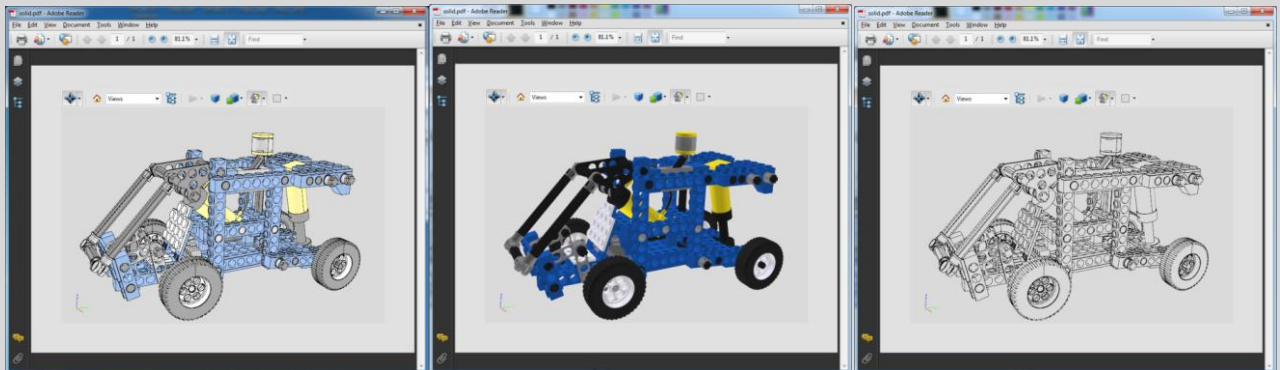 solid.pdf - Adobe Reader
File Edit View Document Tools Window Help
1 / 1 81.1% Find
Views
solid.pdf - Adobe Reader
File Edit View Document Tools Window Help
1 / 1 81.1% Find
Views
solid.pdf - Adobe Reader
File Edit View Document Tools Window Help
1 / 1 81.1% Find
Views